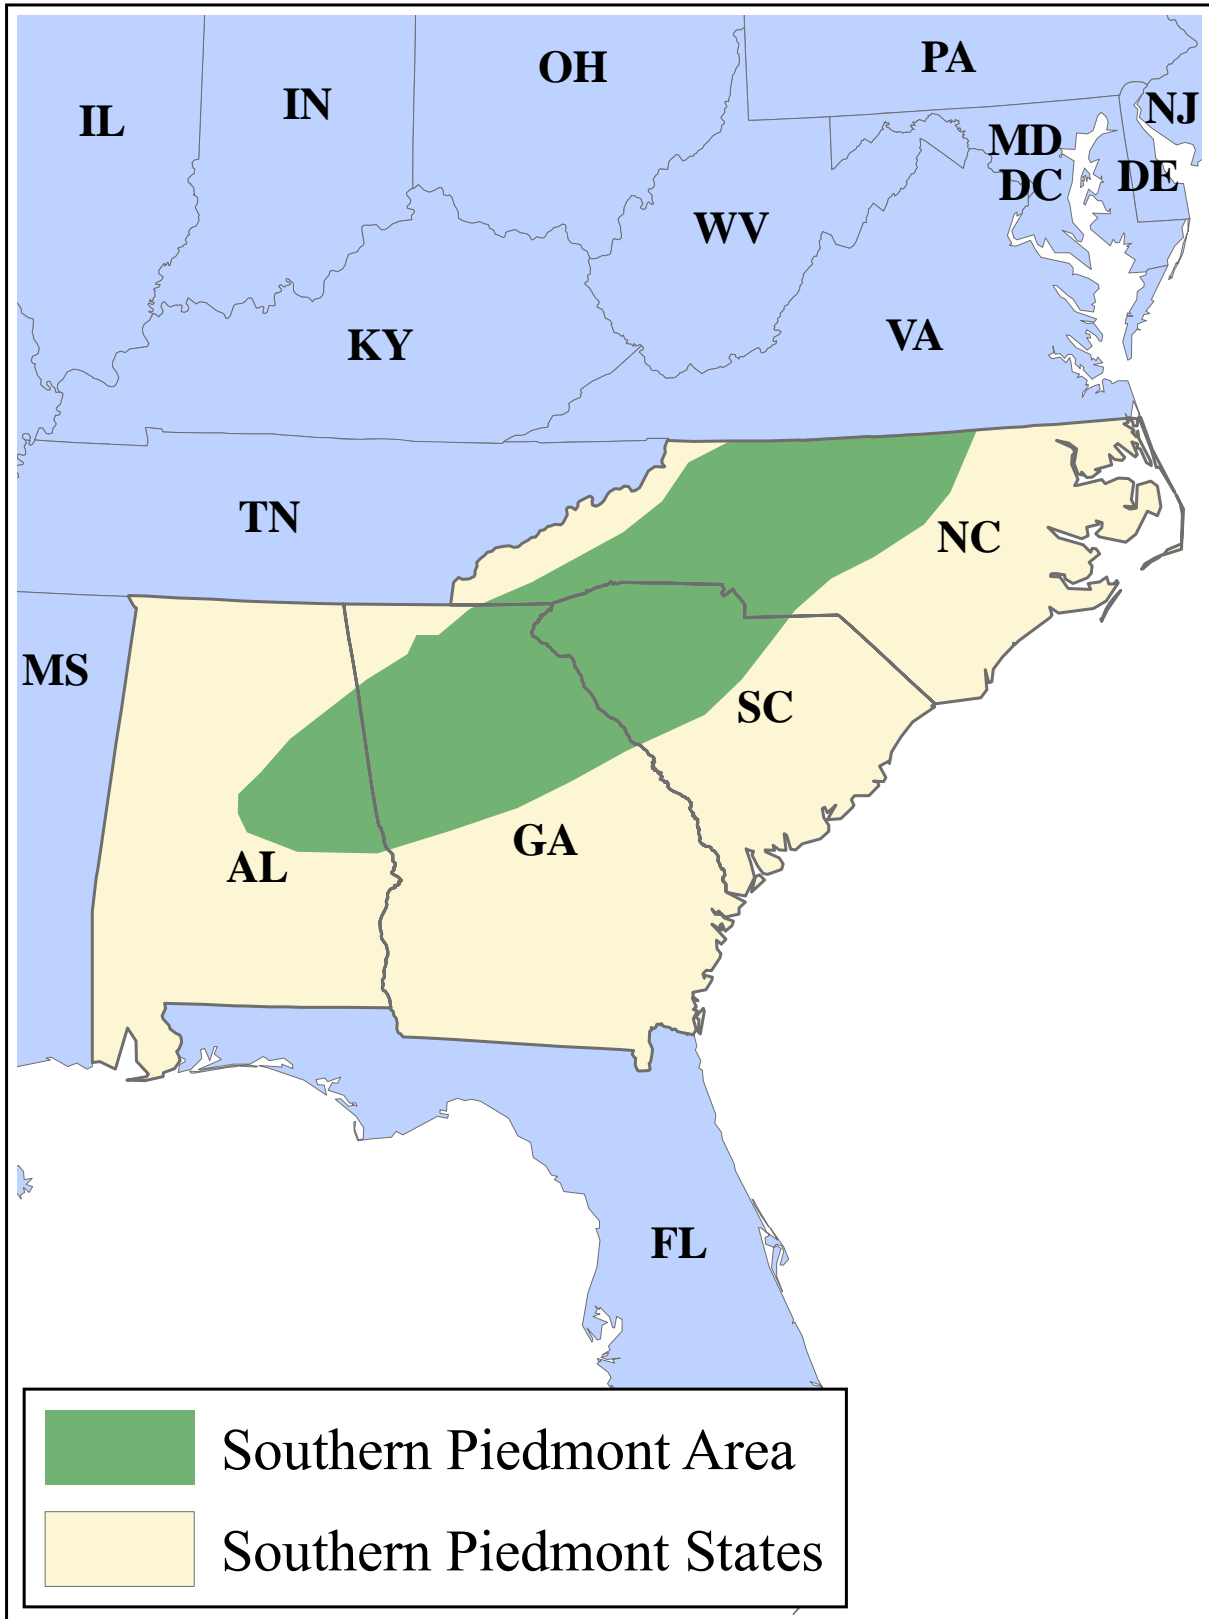 OH
PA
IN
NJ
IL
MD
DC
DE
WV
VA
KY
TN
NC
MS
SC
GA
AL
FL
Southern Piedmont Area
Southern Piedmont States